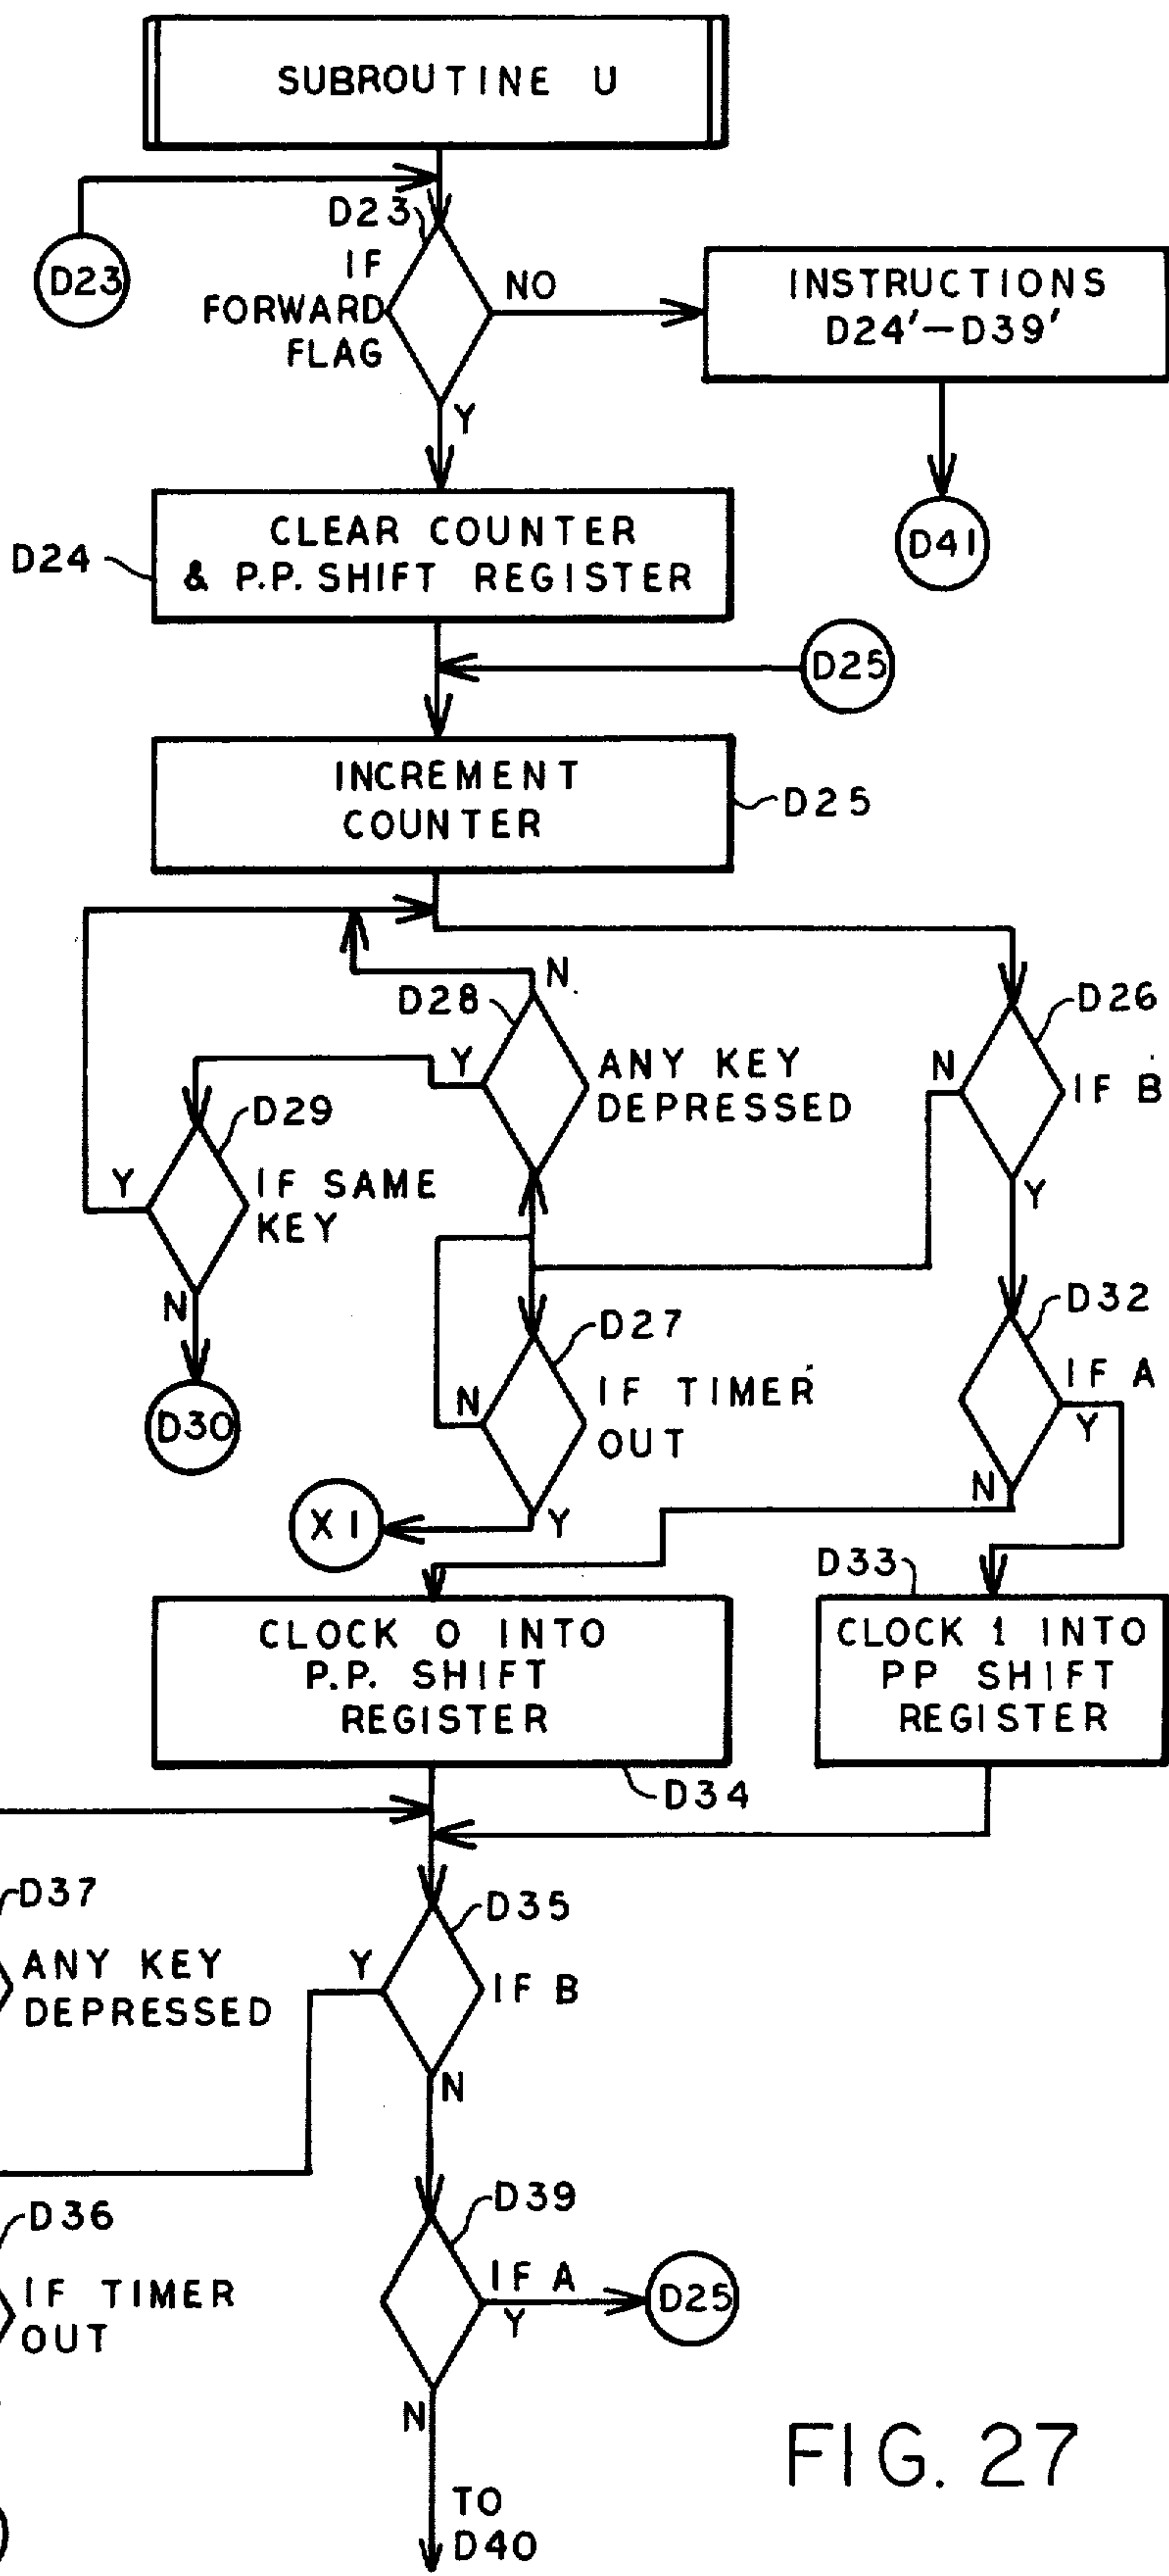 SUBROUTINE U
D23
D23
IF
FORWARD
FLAG
NO
Y
INSTRUCTIONS
D24'-D39'
D41
D24
CLEAR COUNTER
& P.P. SHIFT REGISTER
D25
INCREMENT
COUNTER
D25
N
D28
Y
ANY KEY
DEPRESSED
D26
N
IF B
Y
D29
Y
IF SAME
KEY
N
D30
D27
N
IF TIMER
OUT
Y
X1
D32
IF A
Y
N
D33
CLOCK 0 INTO
P.P. SHIFT
REGISTER
D34
CLOCK 1 INTO
PP SHIFT
REGISTER
D37
ANY KEY
DEPRESSED
D35
Y
IF B
N
D36
IF TIMER
OUT
D39
IF A
Y
D25
N
TO
D40
FIG. 27